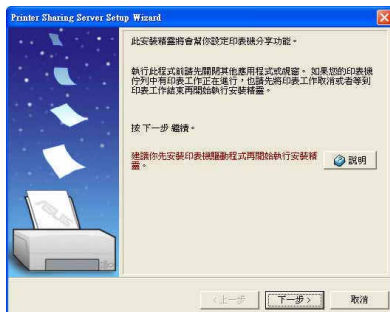 Printer Sharing Server Setup Wizard
此安裝精靈將會幫你設定印表機分享功能。
執行此程式前請先關閉其他應用程式或視窗。如果您的印表機
佇列中有印表工作正在進行，也請先將印表工作取消或者等到
印表工作結束再開始執行安裝精靈。
按 下一步 繼續。
建議你先安裝印表機驅動程式再開始執行安裝精
靈。
說明
ASUS
<上一步
下一步>
取消